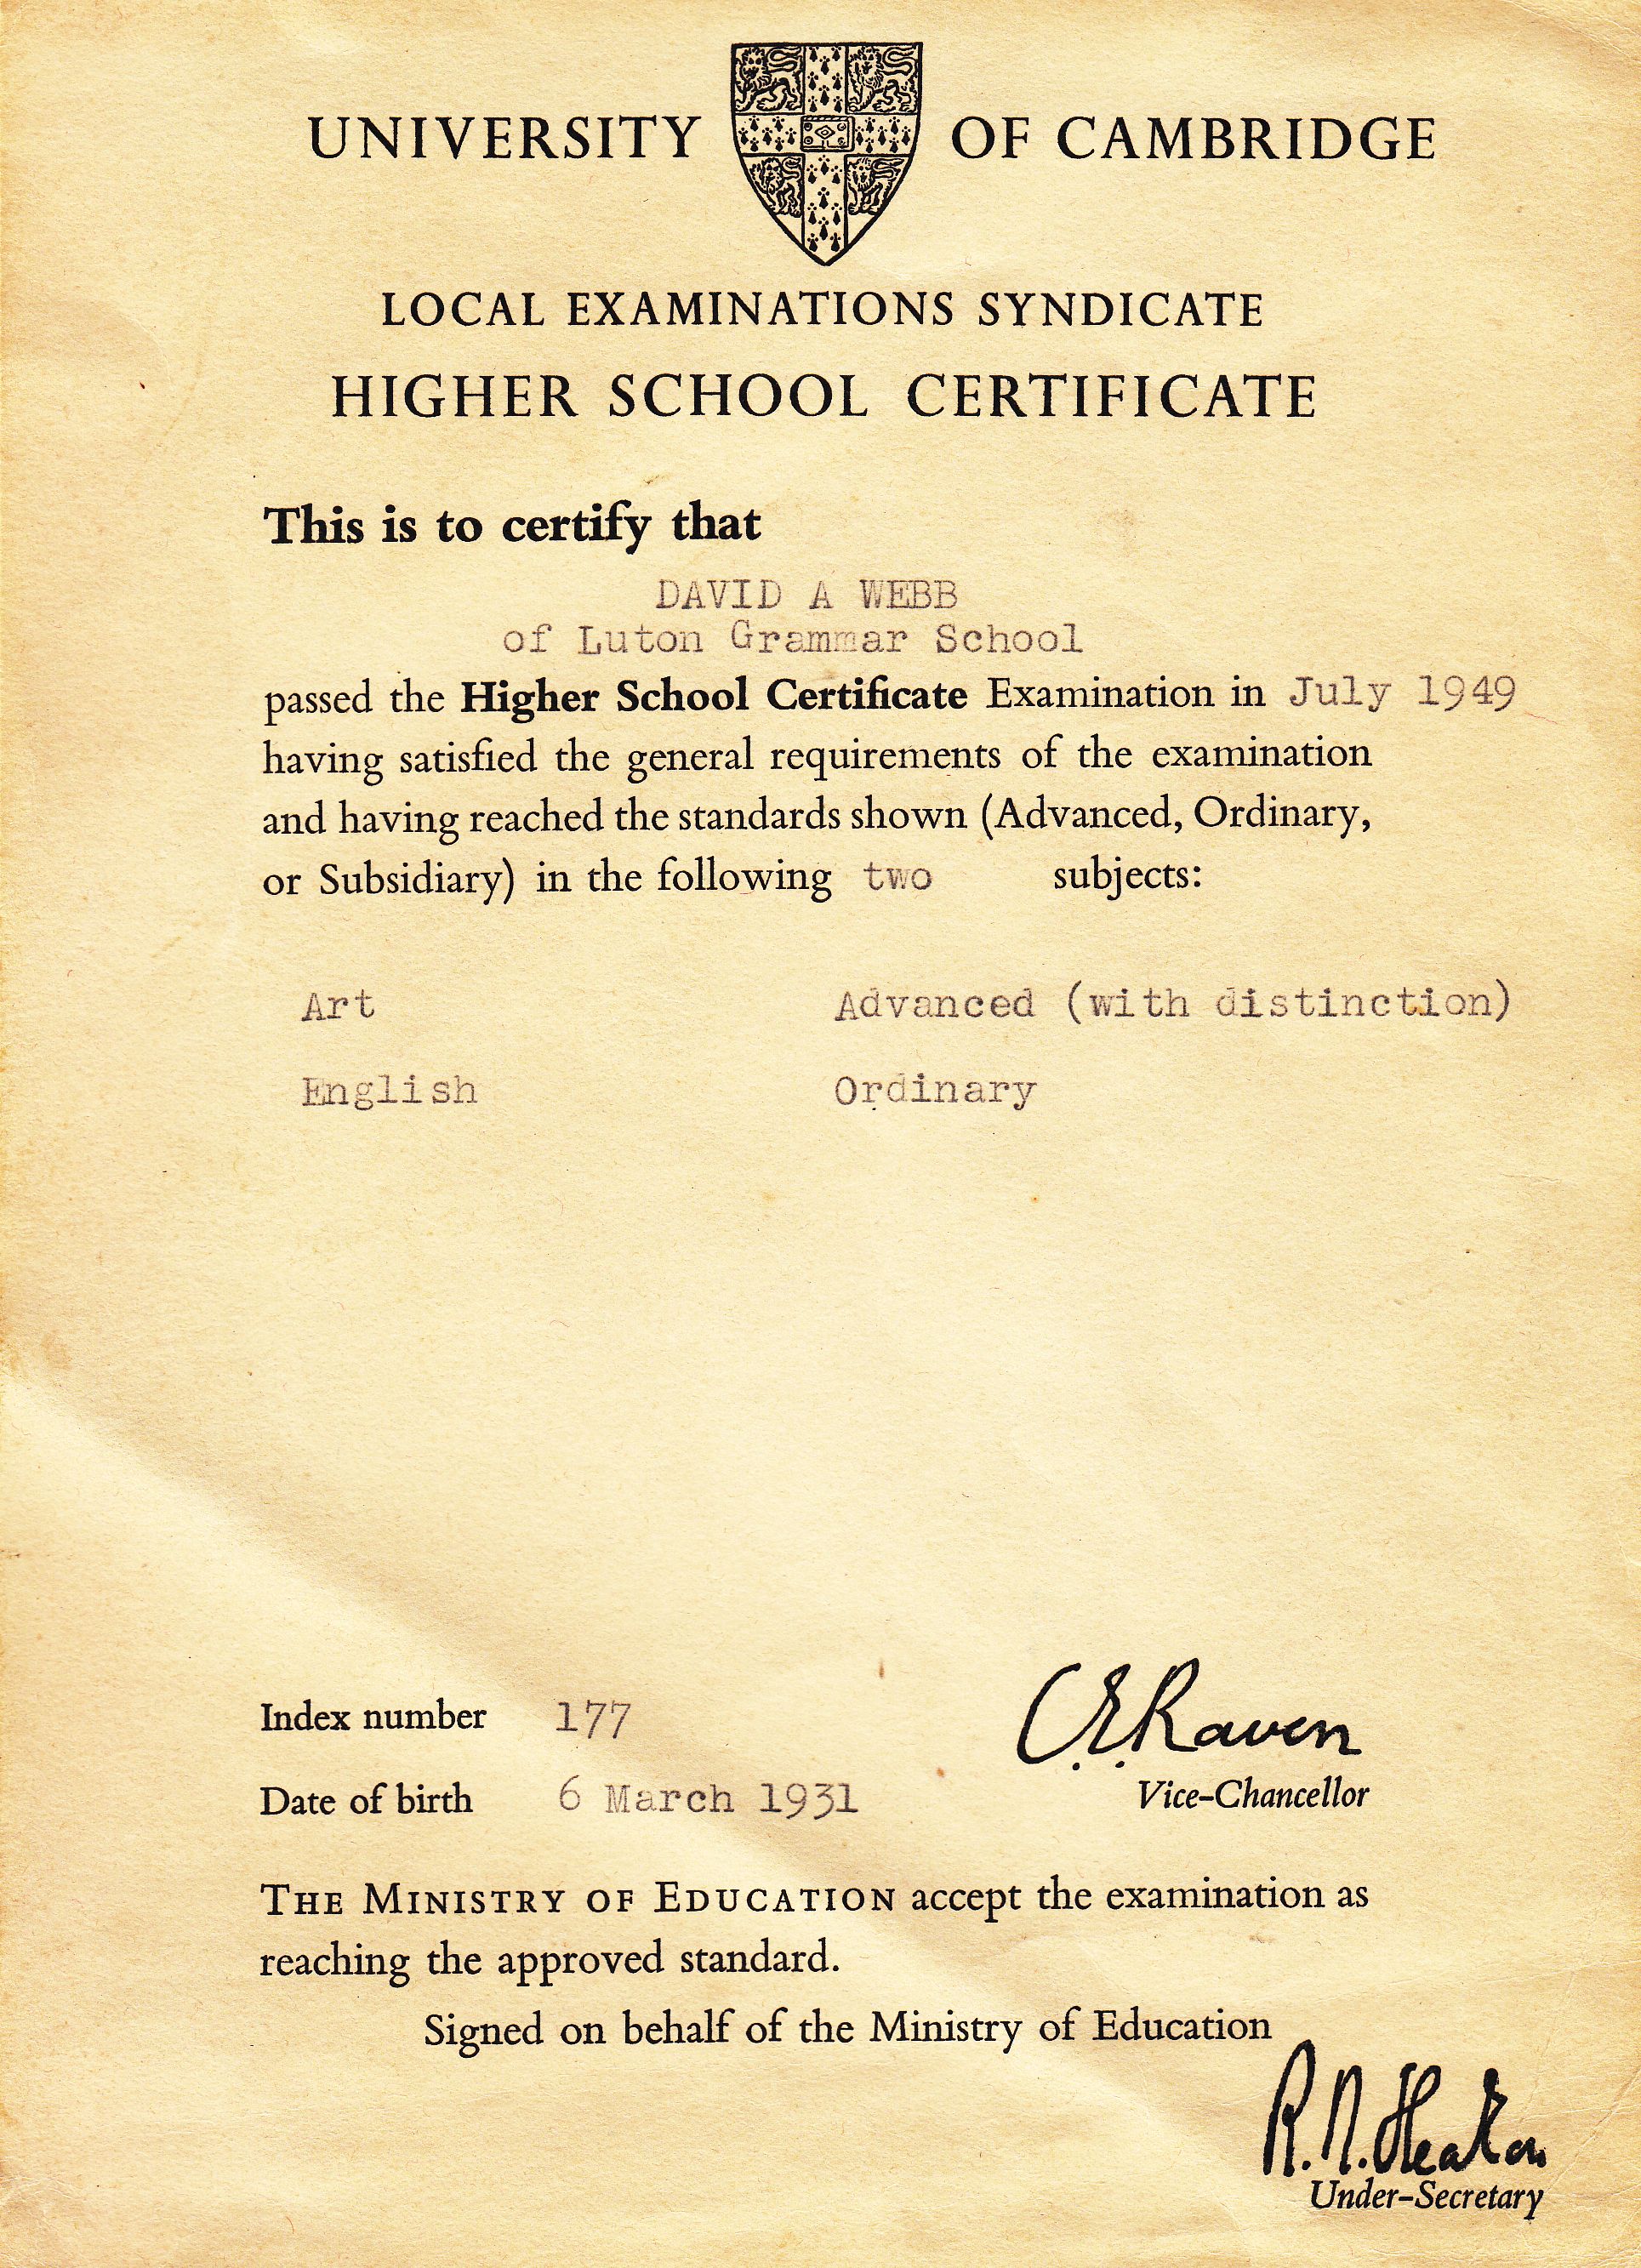 UNIVERSITY OF CAMBRIDGE
LOCAL EXAMINATIONS SYNDICATE
HIGHER SCHOOL CERTIFICATE
This is to certify that
DAVID A WEBB
of Luton Grammar School
passed the Higher School Certificate Examination in July 1949
having satisfied the general requirements of the examination
and having reached the standards shown (Advanced, Ordinary,
or Subsidiary) in the following two subjects:
Art Advanced (with distinction)
English Ordinary
Index number 177
C.E.Raven
Date of birth 6 March 1931
Vice-Chancellor
THE MINISTRY OF EDUCATION accept the examination as
reaching the approved standard.
Signed on behalf of the Ministry of Education
R.N.Heaton
Under-Secretary